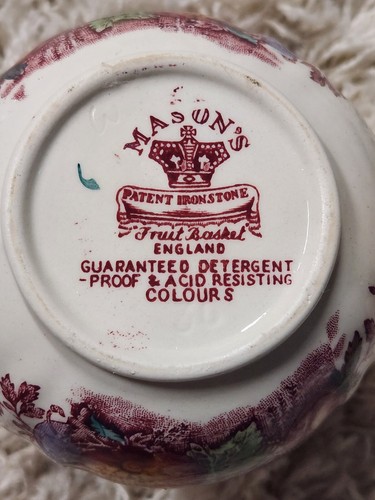 MASON'S
PATENT IRONSTONE
Fruit Basket
ENGLAND
GUARANTEED DETERGENT
-PROOF & ACID RESISTING
COLOURS